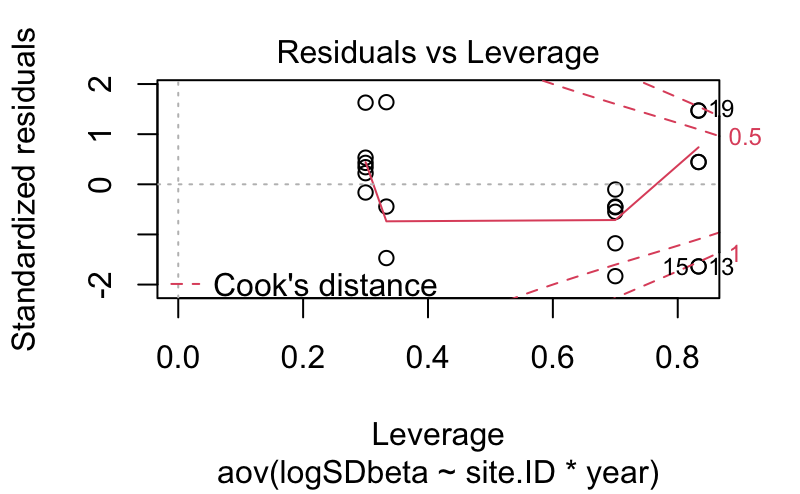 Residuals vs Leverage
Standardized residuals
2
1
0
-2
19
0.5
1
15
13
Cook's distance
0.0 0.2 0.4 0.6 0.8
Leverage
aov(logSDbeta ~ site.ID * year)